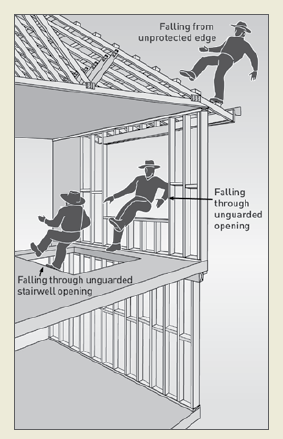 Falling from
unprotected edge
Falling
through
unguarded
opening
Falling through unguarded
stairwell opening